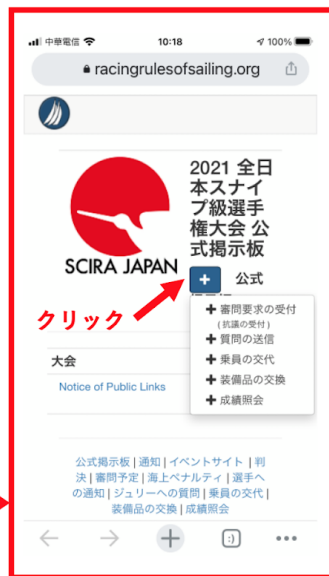 中華電信
10:18
100%
racingrulesofsailing.org
2021 全日
本スナイ
プ級選手
権大会 公
式掲示板
SCIRA JAPAN
+ 公式
クリック
+ 審問要求の受付
(抗議の受付)
+ 質問の送信
+ 乗員の交代
+ 装備品の交換
+ 成績照会
大会
Notice of Public Links
公式掲示板 | 通知 | イベントサイト | 判
決 | 審問予定 | 海上ペナルティ | 選手へ
の通知 | ジュリーへの質問 | 乗員の交代 |
装備品の交換 | 成績照会
:)